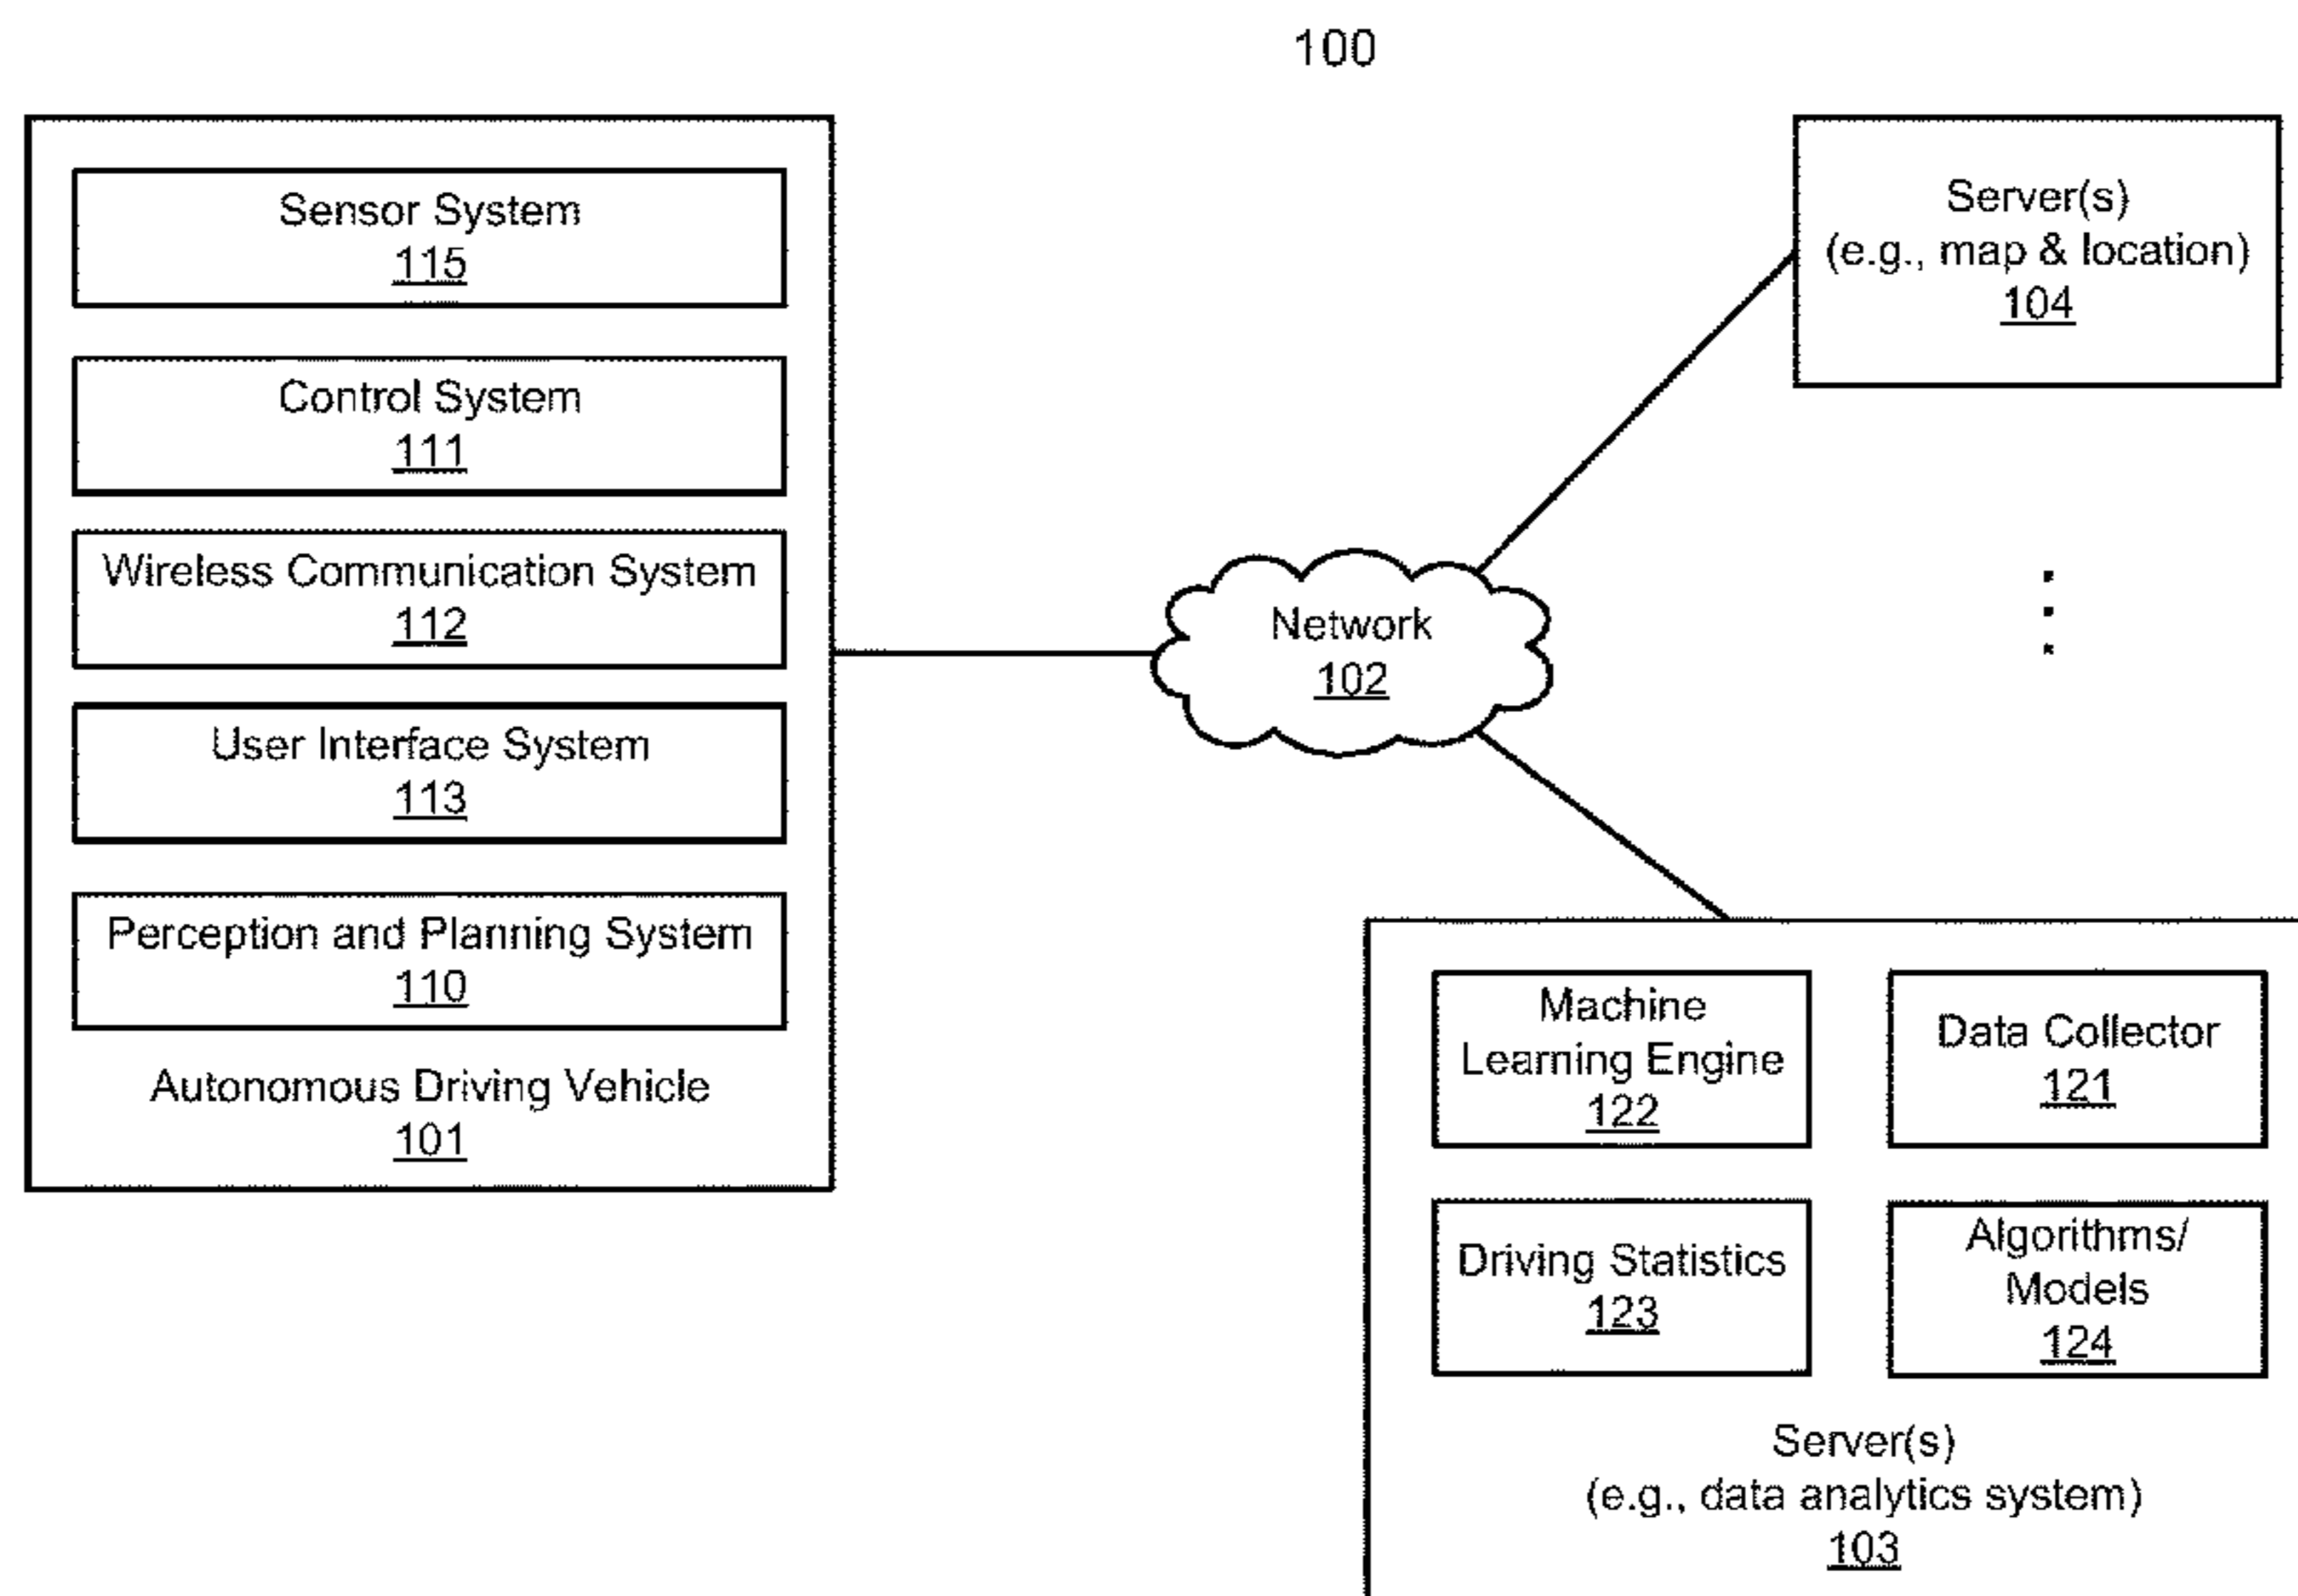 100
Sensor System
115
Control System
111
Wireless Communication System
112
User Interface System
113
Perception and Planning System
110
Autonomous Driving Vehicle
101
Network
102
Server(s)
(e.g., map & location)
104
Machine
Learning Engine
122
Data Collector
121
Driving Statistics
123
Algorithms/
Models
124
Server(s)
(e.g., data analytics system)
103